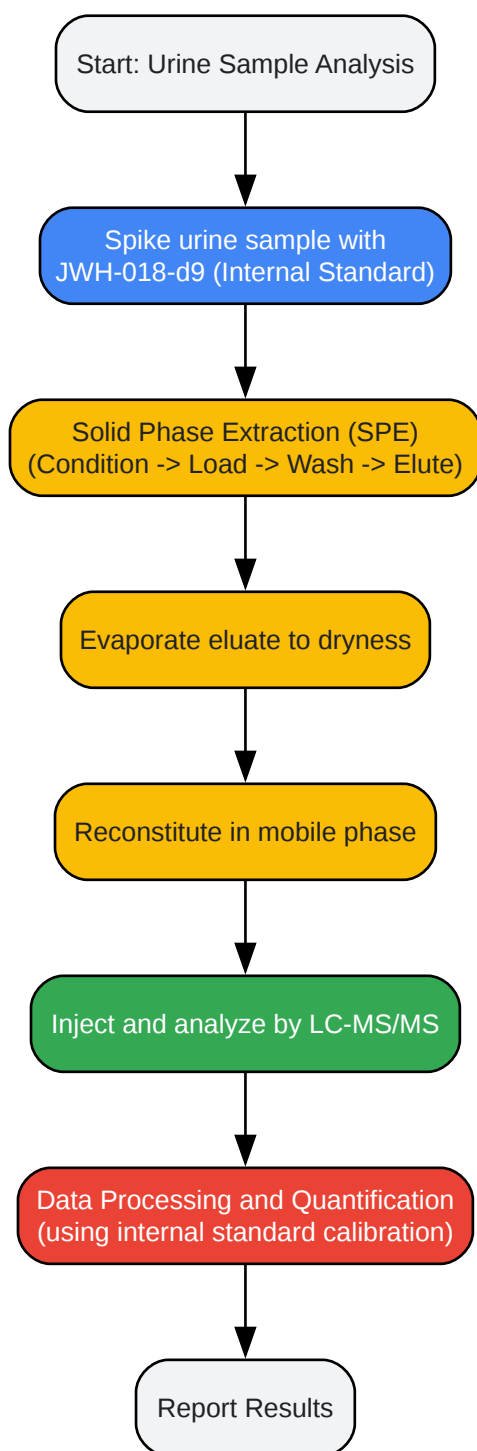 Start: Urine Sample Analysis
Spike urine sample with
JWH-018-d9 (Internal Standard)
Solid Phase Extraction (SPE)
(Condition -> Load -> Wash -> Elute)
Evaporate eluate to dryness
Reconstitute in mobile phase
Inject and analyze by LC-MS/MS
Data Processing and Quantification
(using internal standard calibration)
Report Results